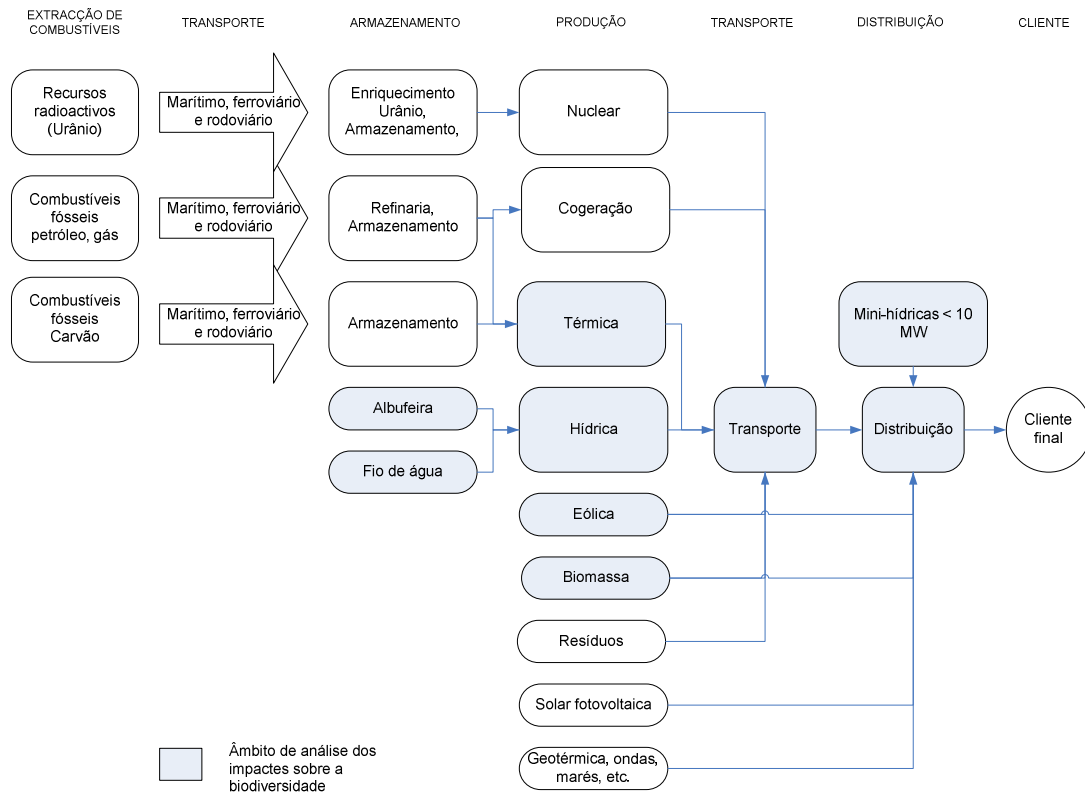 EXTRACÇÃO DE
COMBUSTÍVEIS
TRANSPORTE
ARMAZENAMENTO
PRODUÇÃO
TRANSPORTE
DISTRIBUIÇÃO
CLIENTE
Recursos
radioactivos
(Urânio)
Marítimo, ferroviário
e rodoviário
Enriquecimento
Urânio,
Armazenamento,
Nuclear
Combustíveis
fósseis
petróleo, gás
Marítimo, ferroviário
e rodoviário
Refinaria,
Armazenamento
Cogeração
Combustíveis
fósseis
Carvão
Marítimo, ferroviário
e rodoviário
Armazenamento
Térmica
Mini-hídricas < 10
MW
Albufeira
Fio de água
Hídrica
Transporte
Distribuição
Cliente
final
Eólica
Biomassa
Resíduos
Solar fotovoltaica
Geotérmica, ondas,
marés, etc.
Âmbito de análise dos
impactes sobre a
biodiversidade